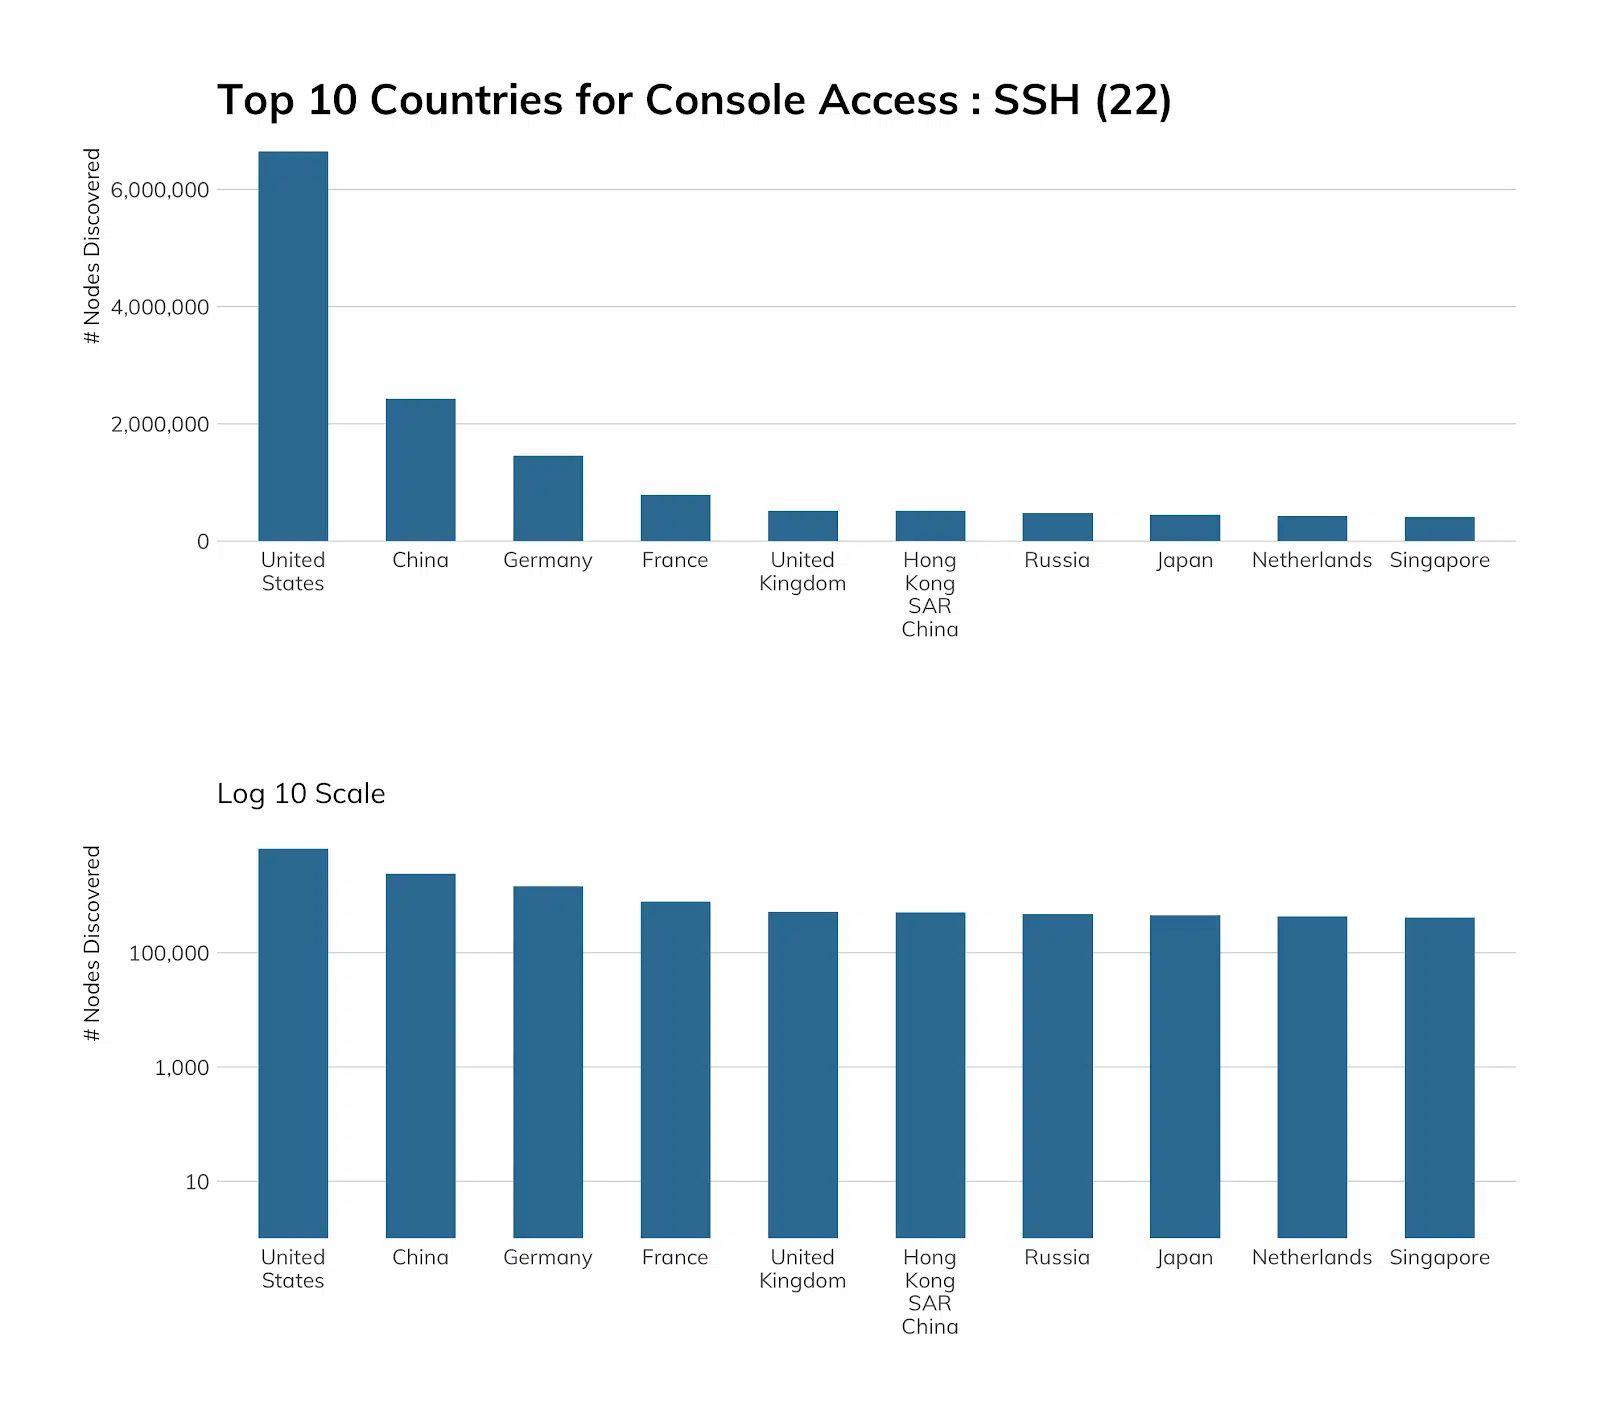 Top 10 Countries for Console Access : SSH (22)
# Nodes Discovered
6,000,000
4,000,000
2,000,000
0
United
States
China
Germany
France
United
Kingdom
Hong
Kong
SAR
China
Russia
Japan
Netherlands
Singapore
Log 10 Scale
# Nodes Discovered
100,000
1,000
10
United
States
China
Germany
France
United
Kingdom
Hong
Kong
SAR
China
Russia
Japan
Netherlands
Singapore